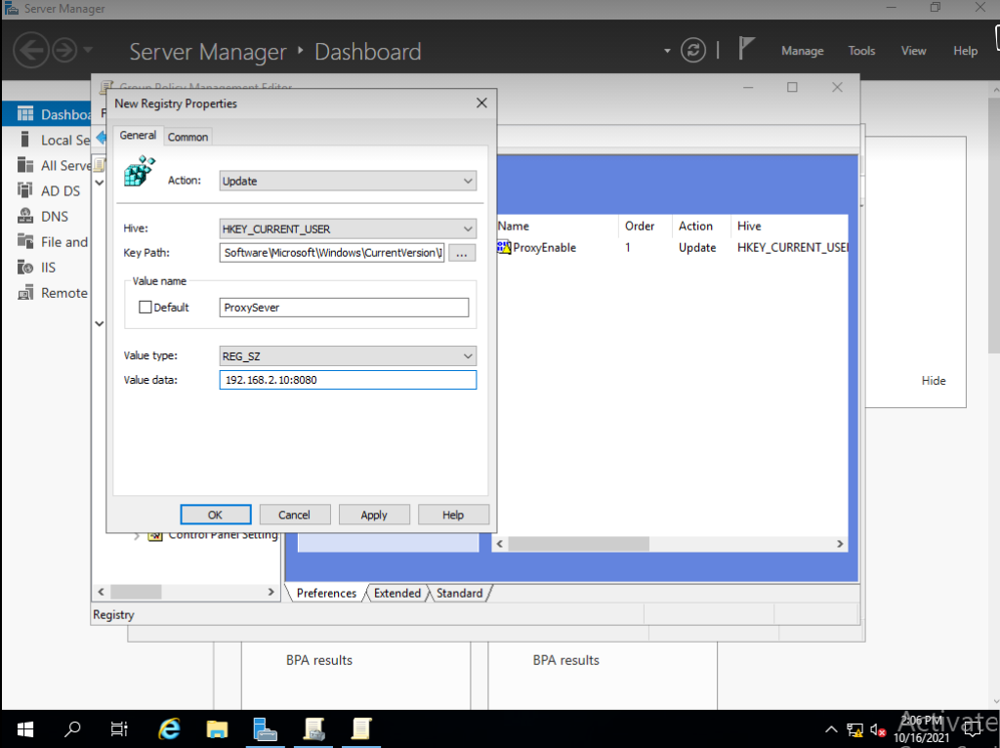 Server Manager
Server Manager ‣ Dashboard
Manage
Tools
View
Help
Group Policy Management Editor
New Registry Properties
General
Common
Action:
Update
Hive:
HKEY_CURRENT_USER
Key Path:
Software\Microsoft\Windows\CurrentVersion\
...
Value name
Default
ProxySever
Value type:
REG_SZ
Value data:
192.168.2.10:8080
OK
Cancel
Apply
Help
Dashboa
Local Se
All Serve
AD DS
DNS
File and
IIS
Remote
Name
Order
Action
Hive
ProxyEnable
1
Update
HKEY_CURRENT_USE
Hide
Control Panel Setting
Preferences
Extended
Standard
Registry
BPA results
BPA results
Activate
2:06 PM
10/16/2021